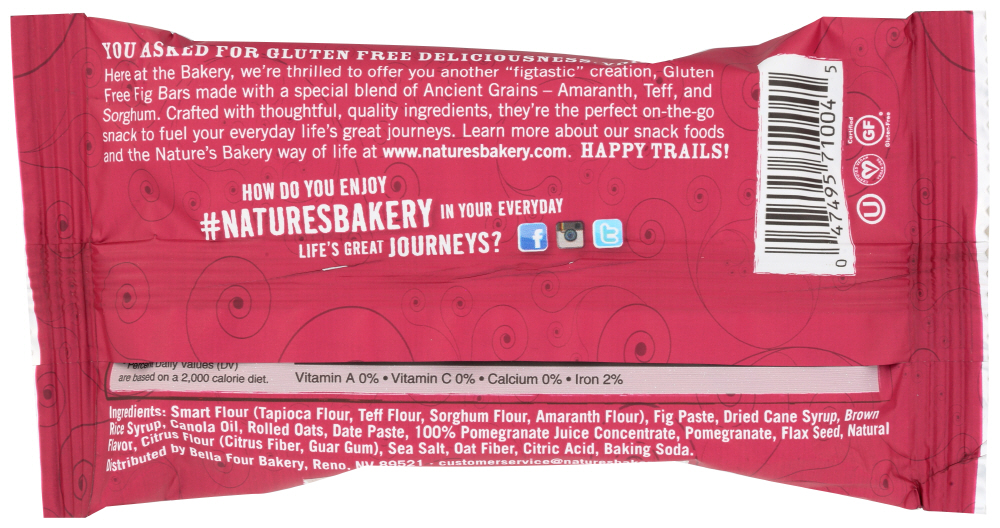 YOU ASKED FOR GLUTEN FREE DELICIOUSNESS
Here at the Bakery, we're thrilled to offer you another "figtastic" creation, Gluten
Free Fig Bars made with a special blend of Ancient Grains – Amaranth, Teff, and
Sorghum. Crafted with thoughtful, quality ingredients, they're the perfect on-the-go
snack to fuel your everyday life's great journeys. Learn more about our snack foods
and the Nature's Bakery way of life at www.naturesbakery.com. HAPPY TRAILS!
HOW DO YOU ENJOY
#NATURESBAKERY IN YOUR EVERYDAY
LIFE'S GREAT JOURNEYS?
f
t
0 47495 71004 5
Certified
GF
Gluten-Free
U
*Percent Daily Values (DV)
are based on a 2,000 calorie diet.
Vitamin A 0% • Vitamin C 0% • Calcium 0% • Iron 2%
Ingredients: Smart Flour (Tapioca Flour, Teff Flour, Sorghum Flour, Amaranth Flour), Fig Paste, Dried Cane Syrup, Brown
Rice Syrup, Canola Oil, Rolled Oats, Date Paste, 100% Pomegranate Juice Concentrate, Pomegranate, Flax Seed, Natural
Flavor, Citrus Flour (Citrus Fiber, Guar Gum), Sea Salt, Oat Fiber, Citric Acid, Baking Soda.
Distributed by Bella Four Bakery, Reno, NV 89521 · customerservice@naturesbak